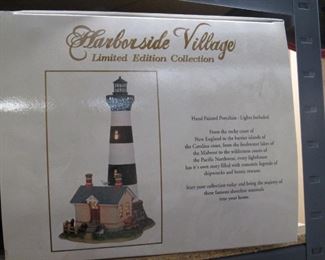 Harborside Village
Limited Edition Collection
Hand Painted Porcelain - Lights Included
From the rocky coast of
New England to the barrier islands of
the Carolina coast, from the freshwater lakes of
the Midwest to the wilderness coasts of
the Pacific Northwest, every lighthouse
has it's own story filled with romantic legends of
shipwrecks and bounty treasure.
Start your collection today and bring the majesty of
these famous shoreline sentinels
into your home.